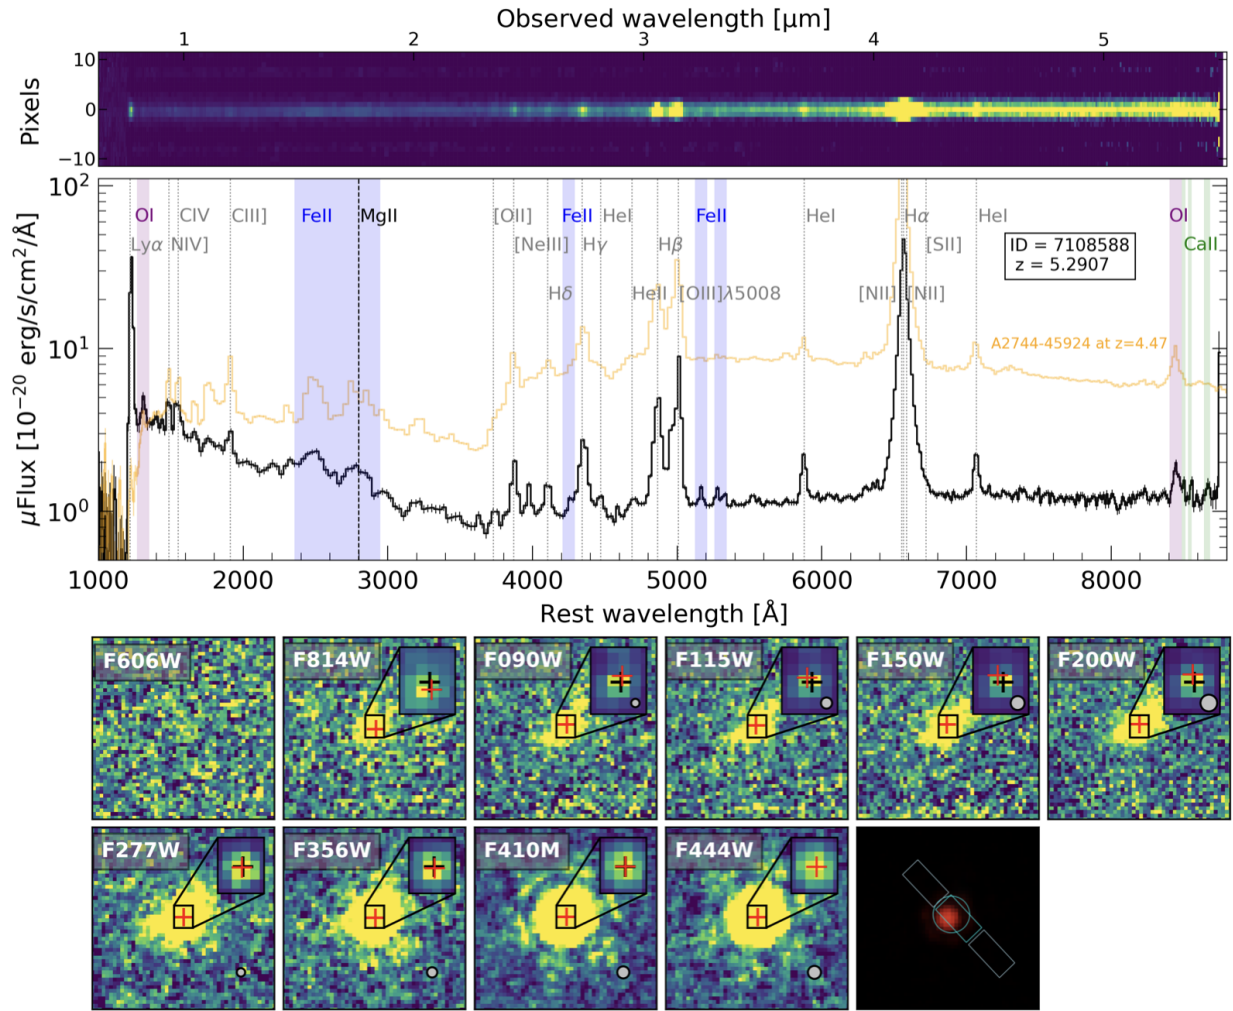 Observed wavelength [μm]
1 2 3 4 5
10
0
−10
Pixels
10²
10¹
10⁰
μFlux [10⁻²⁰ erg/s/cm²/Å]
OI CIV CIII] FeII MgII [OII] FeII HeI FeII HeI Hα HeI OI
Lyα NIV] [NeIII] Hγ Hβ [SII] CaII
ID = 7108588
z = 5.2907
Hδ HeII [OIII]λ5008 [NII] [NII]
A2744-45924 at z=4.47
1000 2000 3000 4000 5000 6000 7000 8000
Rest wavelength [Å]
F606W F814W F090W F115W F150W F200W
F277W F356W F410M F444W